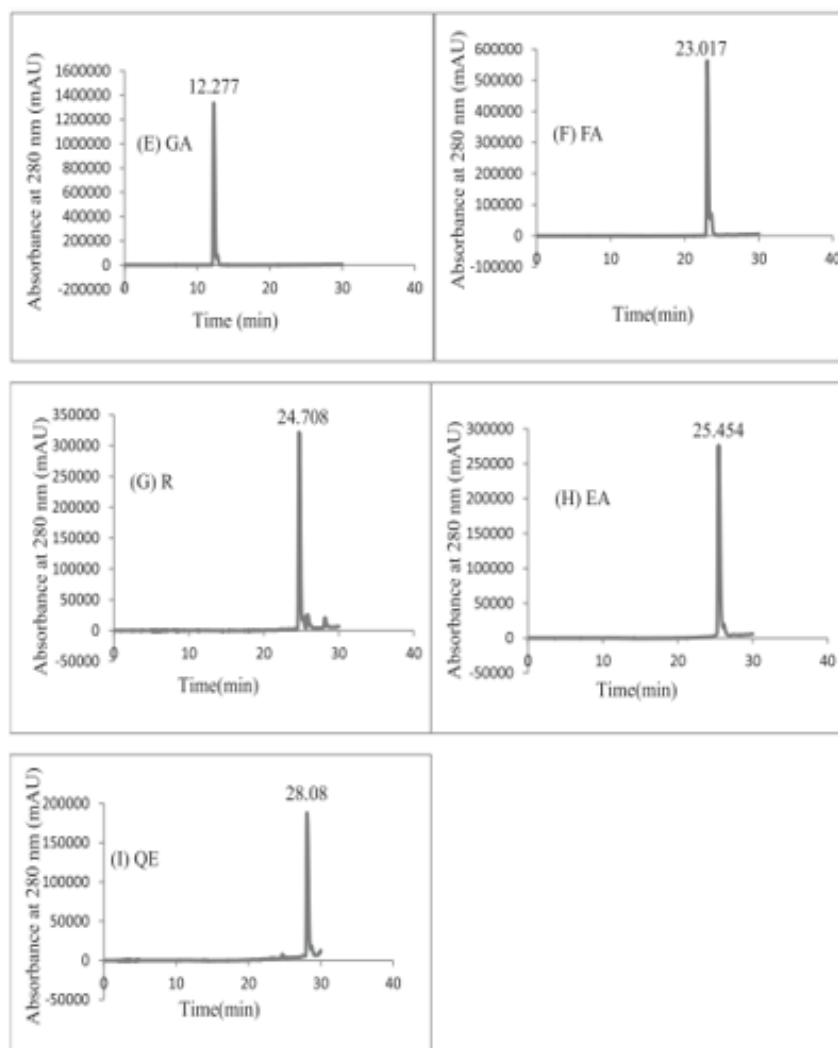 12.277
Absorbance at 280 nm (mAU)
1600000
1400000
1200000
1000000
800000
600000
400000
200000
0
-200000
(E) GA
0 10 20 30 40
Time (min)
23.017
Absorbance at 280 nm (mAU)
600000
500000
400000
300000
200000
100000
0
-100000
(F) FA
0 10 20 30 40
Time(min)
24.708
Absorbance at 280 nm (mAU)
350000
300000
250000
200000
150000
100000
50000
0
-50000
(G) R
0 10 20 30 40
Time(min)
25.454
Absorbance at 280 nm (mAU)
300000
250000
200000
150000
100000
50000
0
-50000
(H) EA
0 10 20 30 40
Time(min)
28.08
Absorbance at 280 nm (mAU)
200000
150000
100000
50000
0
-50000
(I) QE
0 10 20 30 40
Time(min)